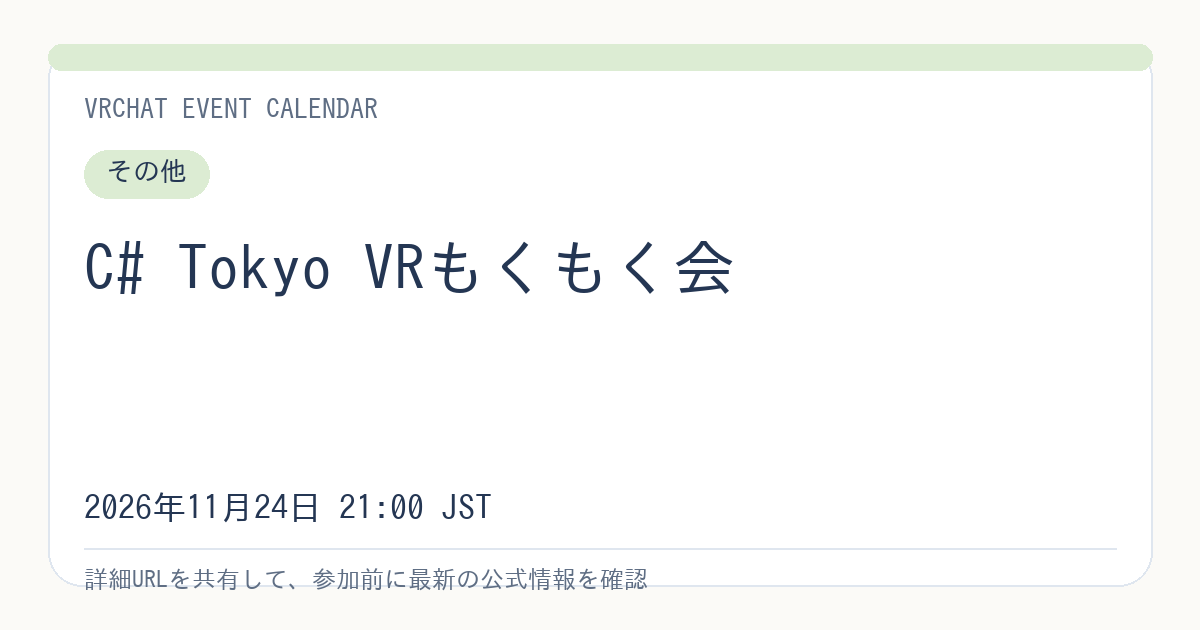 VRCHAT EVENT CALENDAR
その他
C# Tokyo VRもくもく会
2026年11月24日 21:00 JST
詳細URLを共有して、参加前に最新の公式情報を確認